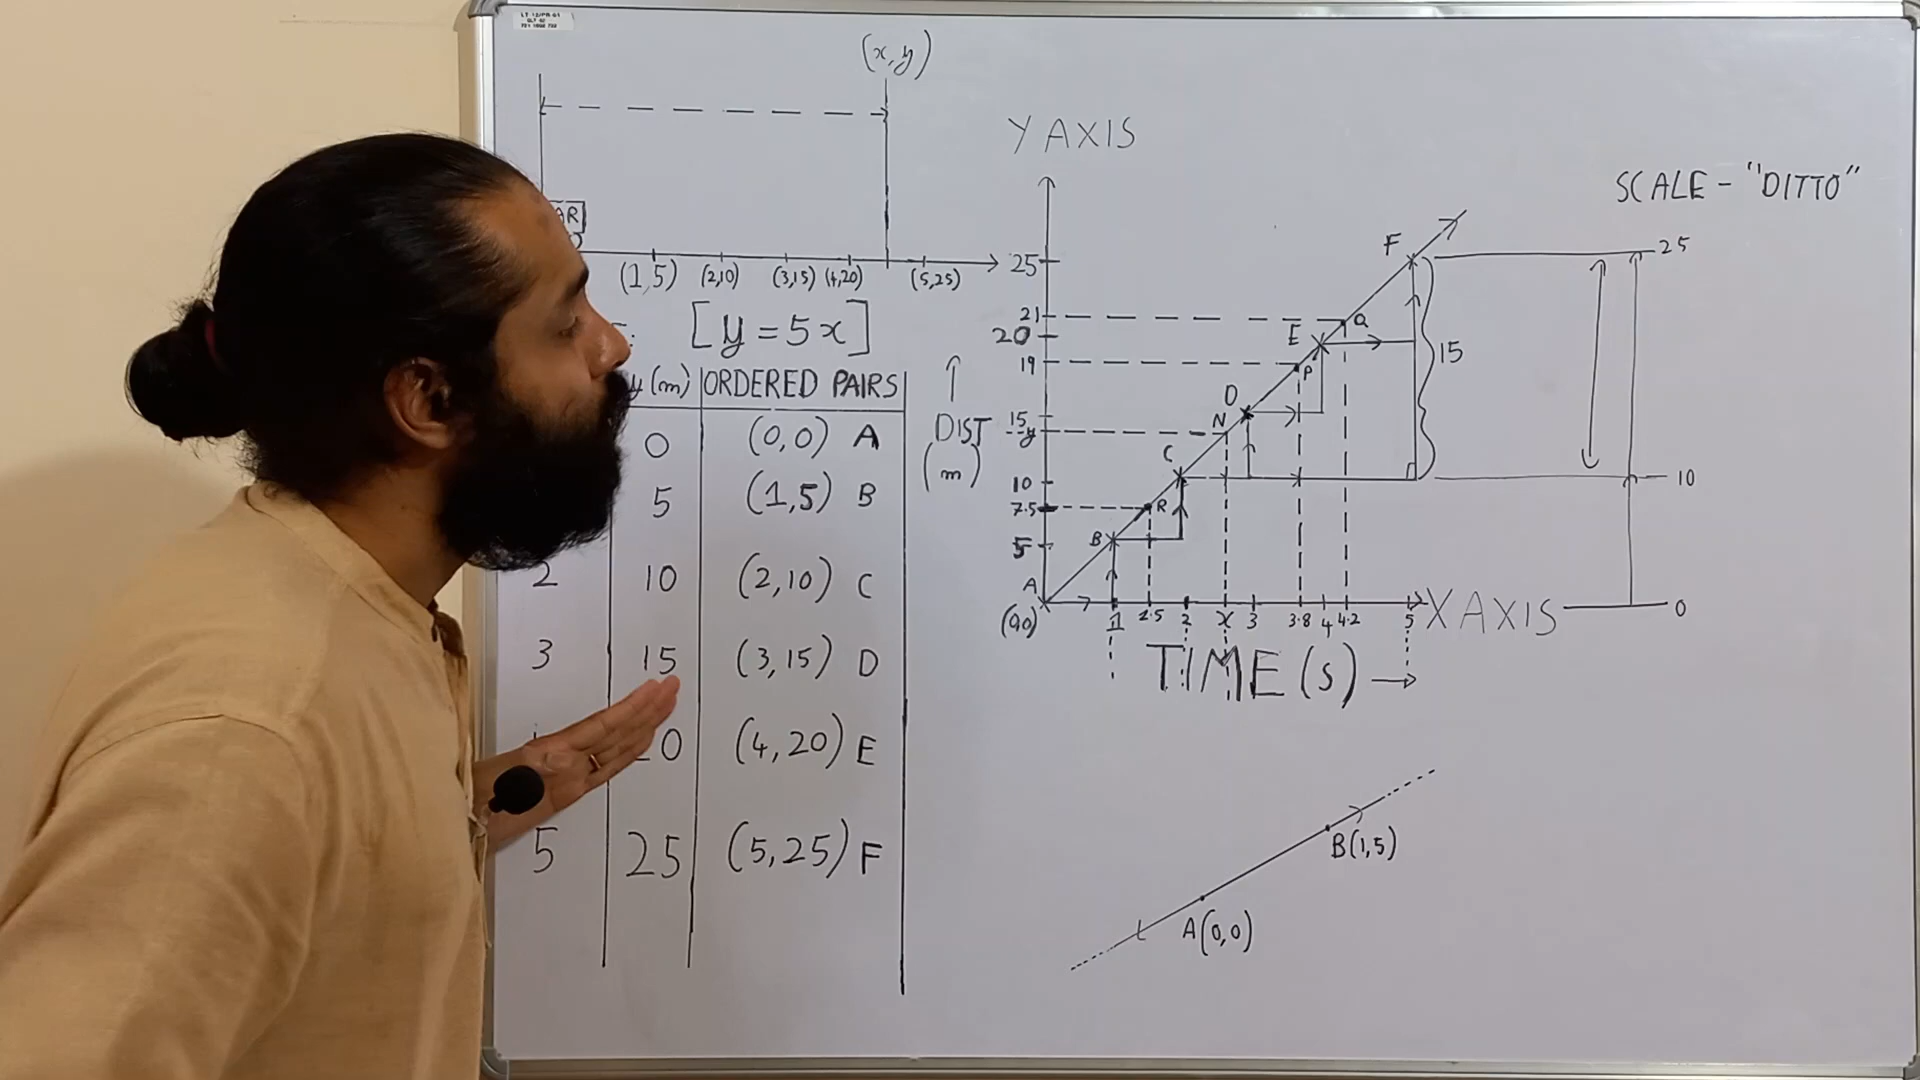 (x,y)
Y AXIS
SCALE - "DITTO"
AR
(1,5) (2,10) (3,15) (4,20) (5,25)
[y = 5x]
y (m) ORDERED PAIRS
0 (0,0) A
5 (1,5) B
2 10 (2,10) C
3 15 (3,15) D
0 (4,20) E
5 25 (5,25) F
DIST
(m)
25
21
20
19
15
y
10
7.5
5
A
(0,0)
B
R
C
N
D
P
E
Q
F
15
25
10
0
1 2 x 3 3.8 4 4.2 5
X AXIS
TIME (s)
B(1,5)
A(0,0)